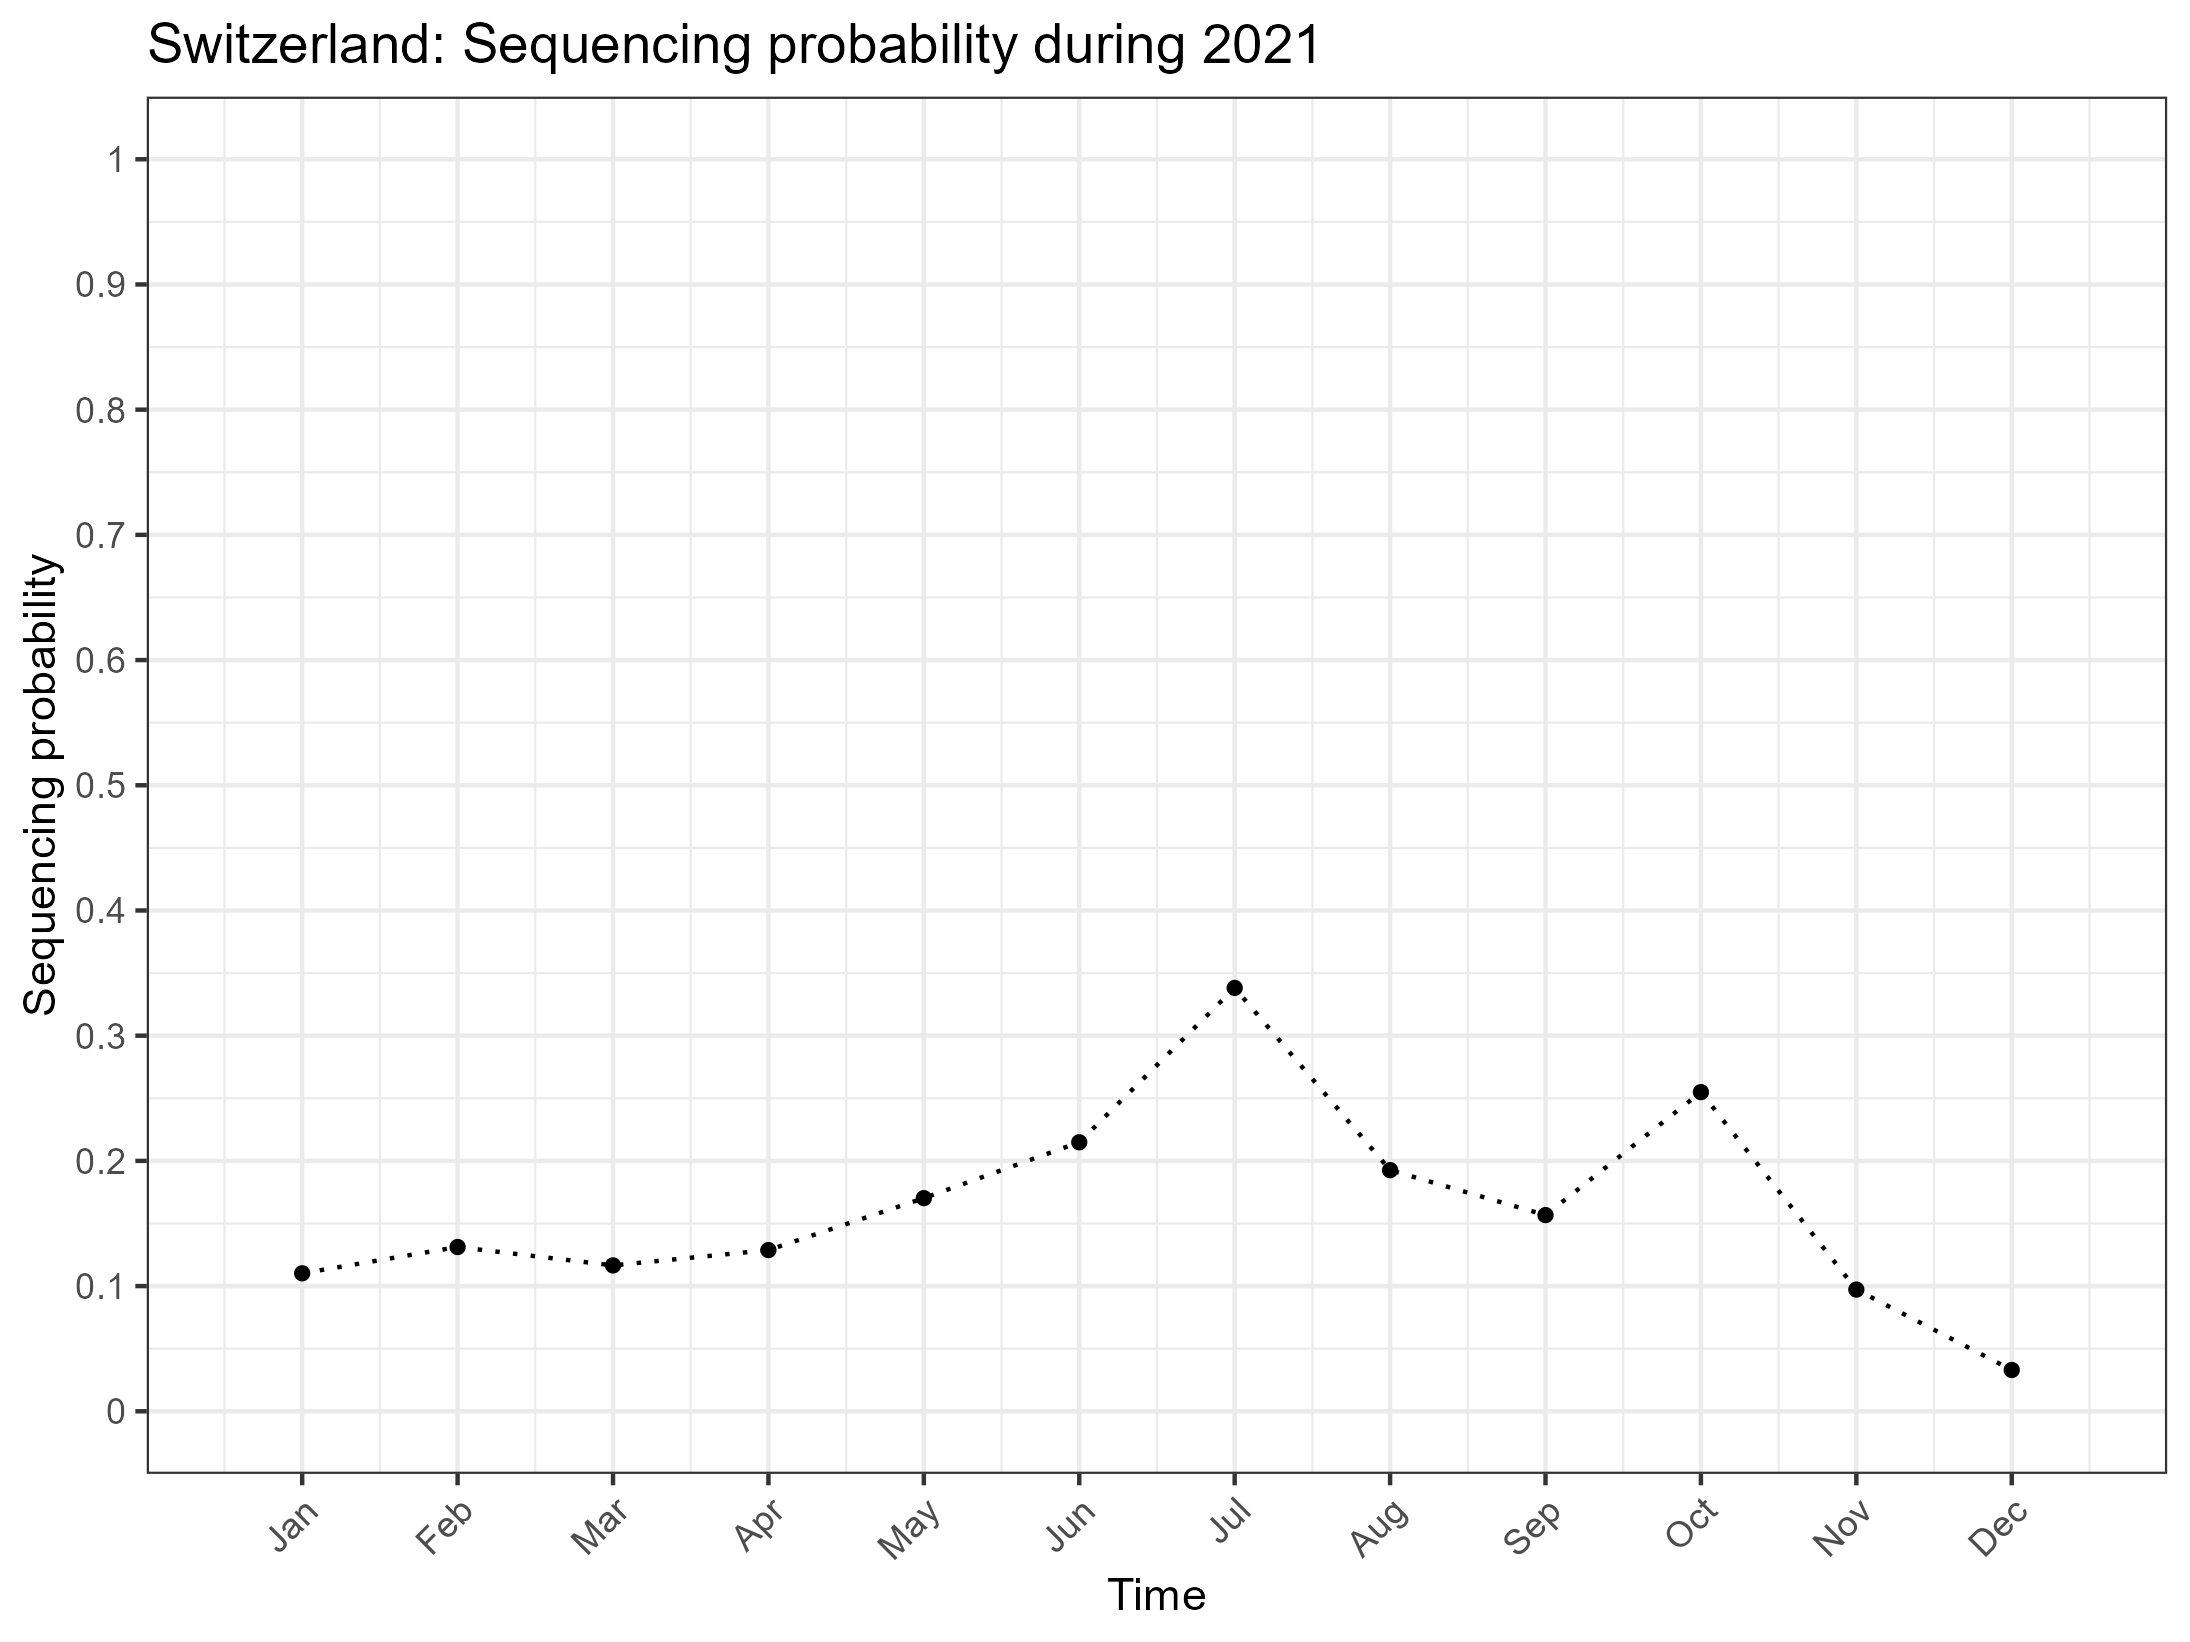 Switzerland: Sequencing probability during 2021
Sequencing probability
1
0.9
0.8
0.7
0.6
0.5
0.4
0.3
0.2
0.1
0
Jan Feb Mar Apr May Jun Jul Aug Sep Oct Nov Dec
Time